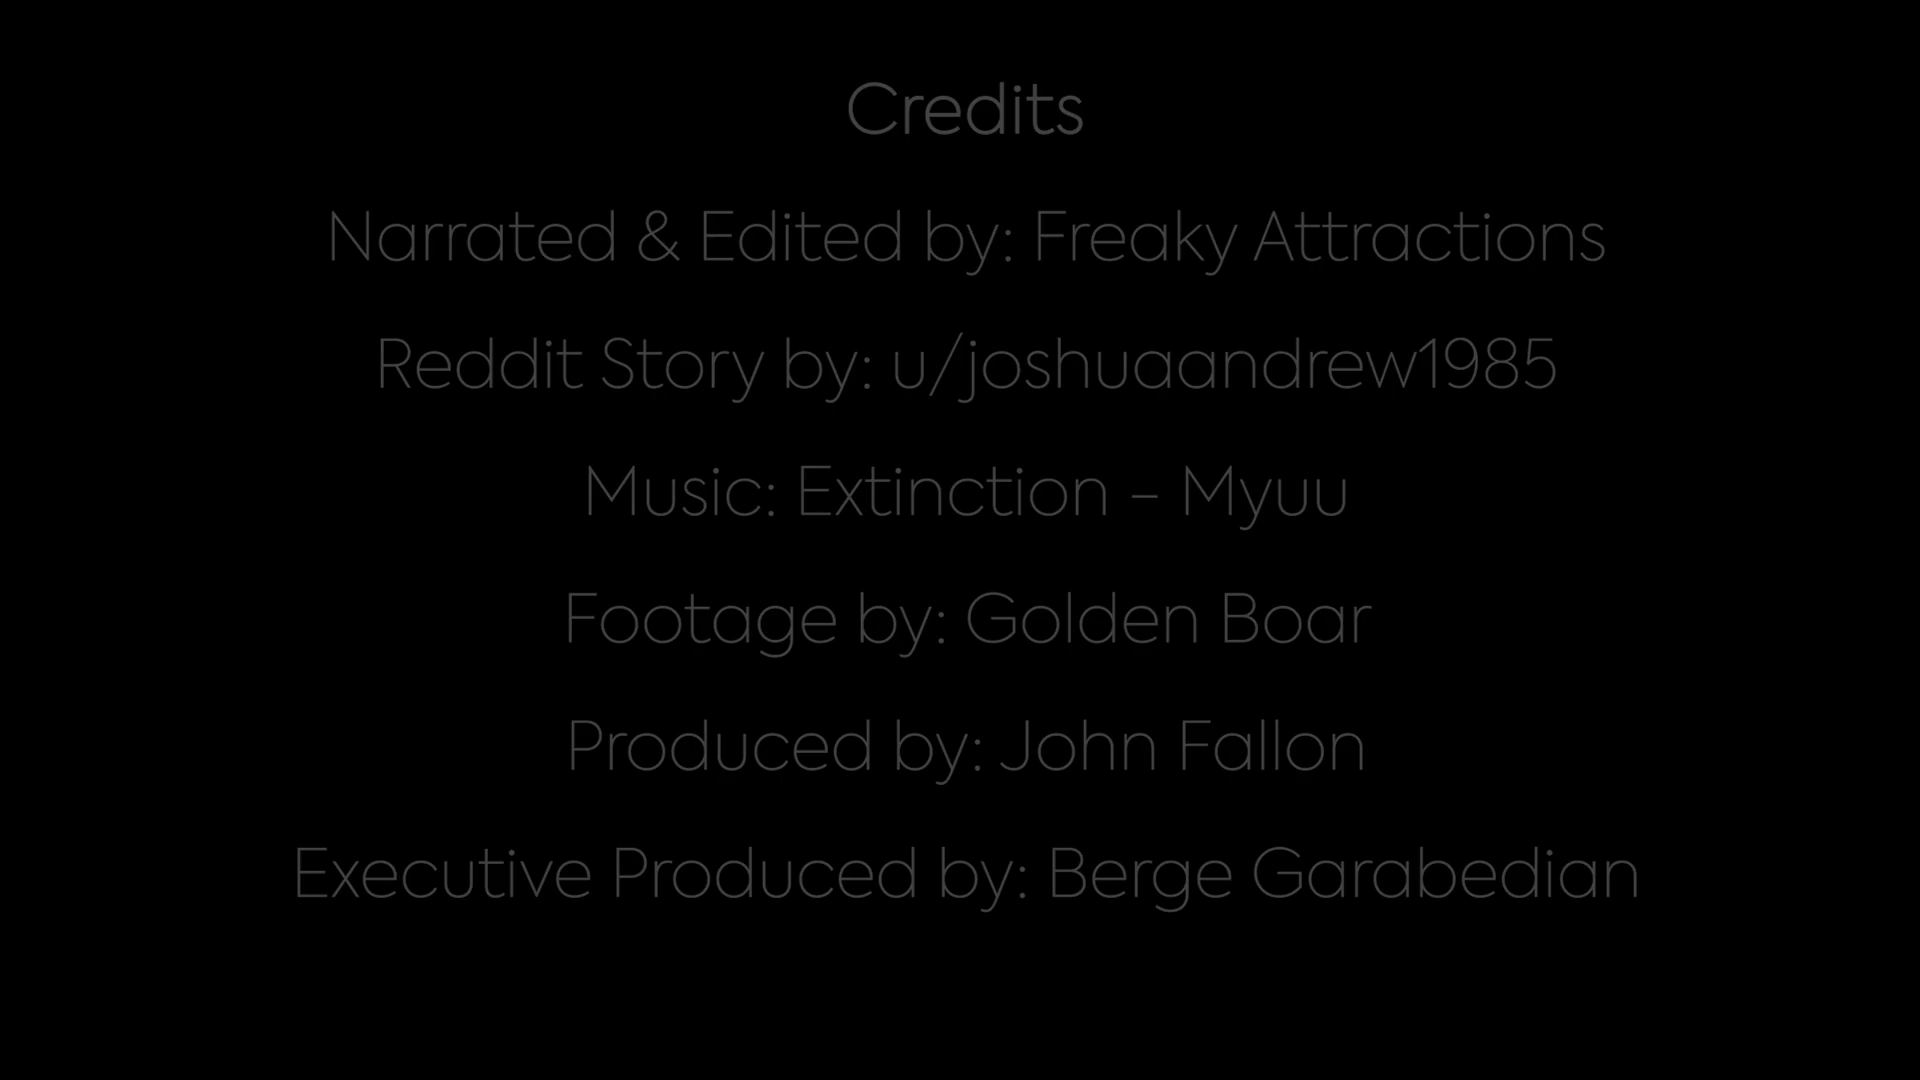 Credits
Narrated & Edited by: Freaky Attractions
Reddit Story by: u/joshuaandrew1985
Music: Extinction - Myuu
Footage by: Golden Boar
Produced by: John Fallon
Executive Produced by: Berge Garabedian